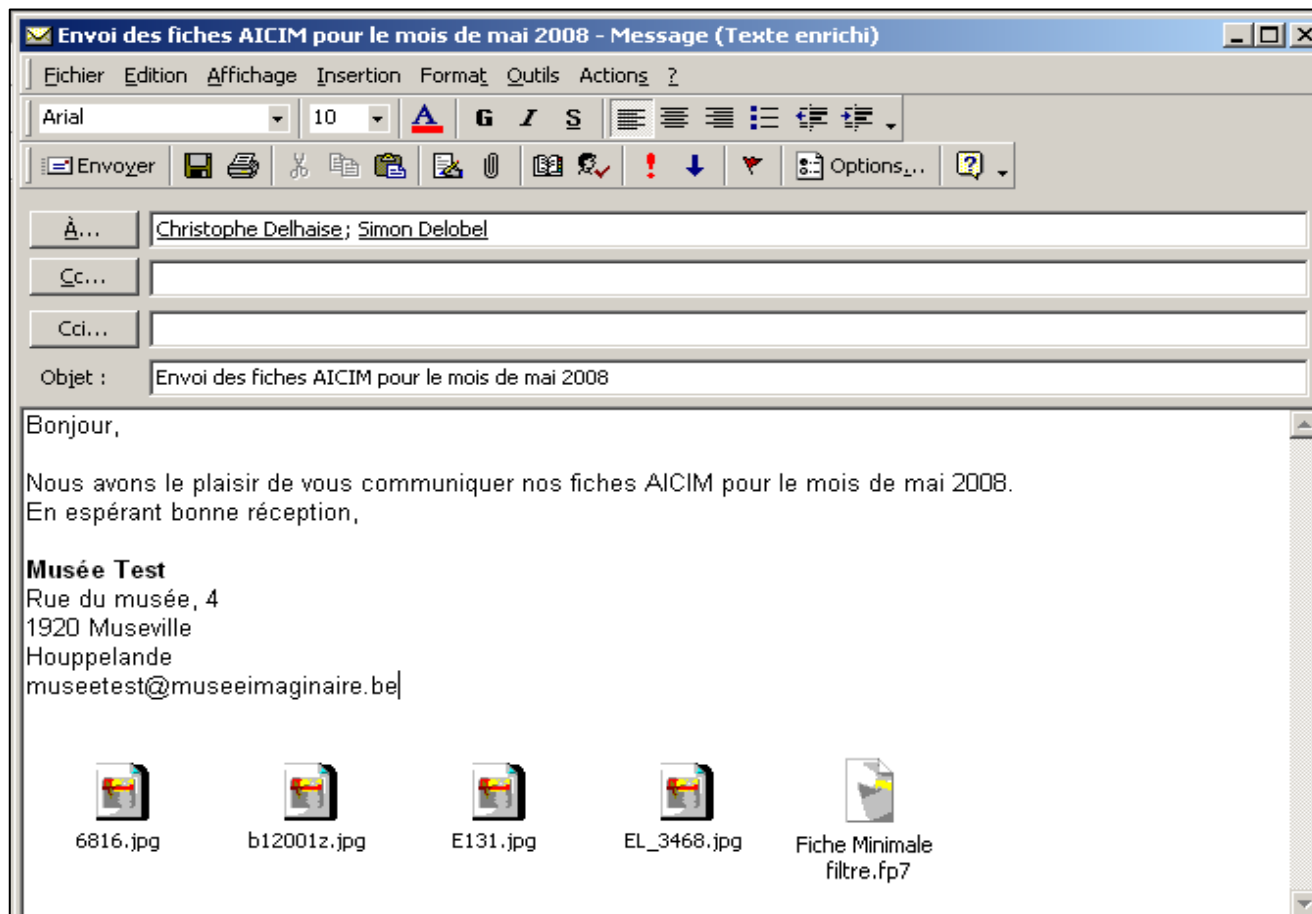 Envoi des fiches AICIM pour le mois de mai 2008 - Message (Texte enrichi)
Fichier Edition Affichage Insertion Format Outils Actions ?
Arial 10 A G I S
Envoyer Options...
À... Christophe Delhaise; Simon Delobel
Cc...
Cci...
Objet : Envoi des fiches AICIM pour le mois de mai 2008
Bonjour,
Nous avons le plaisir de vous communiquer nos fiches AICIM pour le mois de mai 2008.
En espérant bonne réception,
Musée Test
Rue du musée, 4
1920 Museville
Houppelande
museetest@museeimaginaire.be
6816.jpg b12001z.jpg E131.jpg EL_3468.jpg Fiche Minimale
filtre.fp7